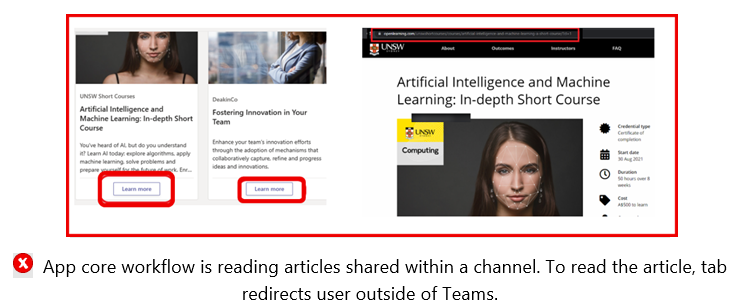 UNSW Short Courses
Artificial Intelligence and
Machine Learning: In-depth Short
Course
You've heard of AI, but do you understand
it? Learn AI today: explore algorithms, apply
machine learning, solve problems and
prepare yourself for the future of work. Enr...
Learn more
DeakinCo
Fostering Innovation in Your
Team
Enhance your team's innovation efforts
through the adoption of mechanisms that
collaboratively capture, refine and progress
ideas and innovations.
Learn more
UNSW
About
Outcomes
Instructors
FAQ
Artificial Intelligence and Machine
Learning: In-depth Short Course
UNSW
Computing
Credential type
Certificate of
completion
Start date
30 Aug 2021
Duration
50 hours over 8
weeks
Cost
A$500 to learn
App core workflow is reading articles shared within a channel. To read the article, tab
redirects user outside of Teams.